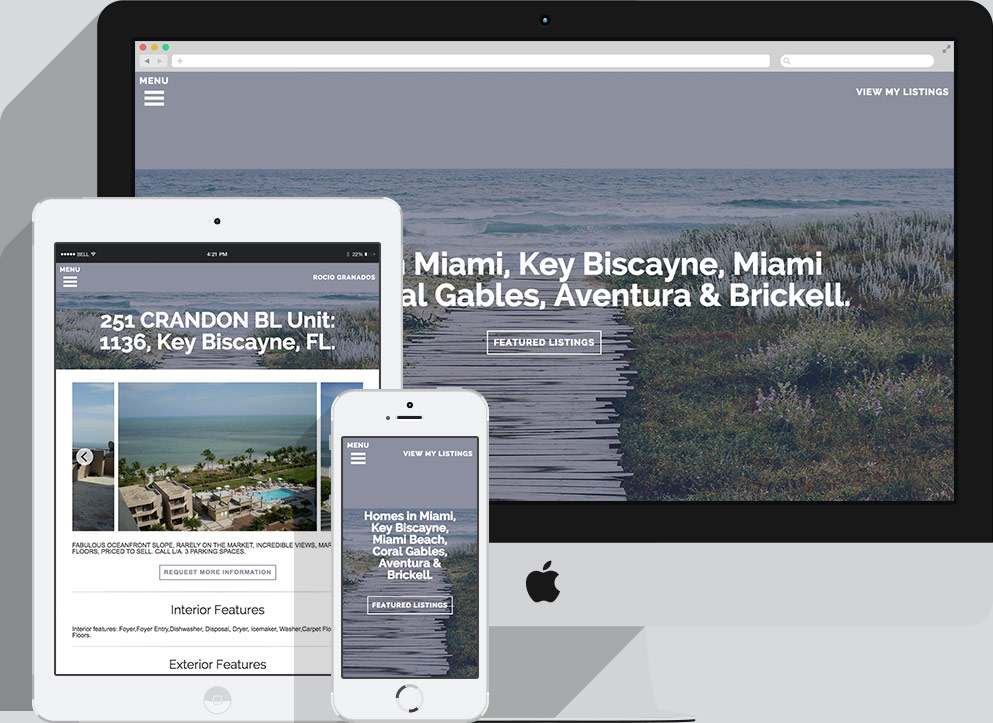 MENU
VIEW MY LISTINGS
Miami, Key Biscayne, Miami
al Gables, Aventura & Brickell.
FEATURED LISTINGS
BELL
4:21 PM
22%
MENU
ROCIO GRANADOS
251 CRANDON BL Unit:
1136, Key Biscayne, FL.
FABULOUS OCEANFRONT SLOPE, RARELY ON THE MARKET, INCREDIBLE VIEWS, MAR
FLOORS, PRICED TO SELL. CALL L/A. 3 PARKING SPACES.
REQUEST MORE INFORMATION
Interior Features
Interior features: Foyer,Foyer Entry,Dishwasher, Disposal, Dryer, Icemaker, Washer,Carpet Flo
Floors.
Exterior Features
MENU
VIEW MY LISTINGS
Homes in Miami,
Key Biscayne,
Miami Beach,
Coral Gables,
Aventura &
Brickell.
FEATURED LISTINGS